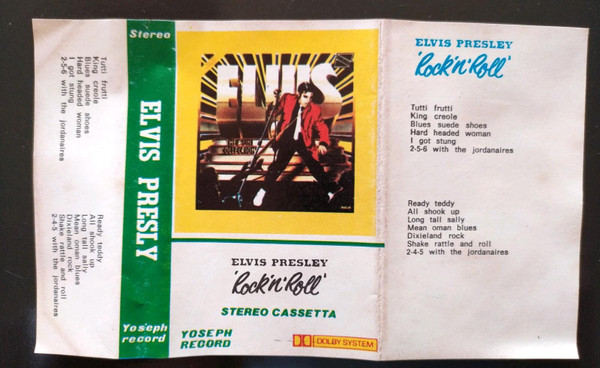 Tutti frutti
King creole
Blues suede shoes
Hard headed woman
I got stung
2-5-6 with the jordanaires
Ready teddy
All shook up
Long tall sally
Mean oman blues
Dixieland rock
Shake rattle and roll
2-4-5 with the jordanaires
Stereo
ELVIS PRESLY
Yoseph
record
ELVIS
ELVIS PRESLEY
'Rock'n'Roll'
STEREO CASSETTA
YOSEPH
RECORD
DOLBY SYSTEM
ELVIS PRESLEY
'Rock'n'Roll'
Tutti frutti
King creole
Blues suede shoes
Hard headed woman
I got stung
2-5-6 with the jordanaires
Ready teddy
All shook up
Long tall sally
Mean oman blues
Dixieland rock
Shake rattle and roll
2-4-5 with the jordanaires